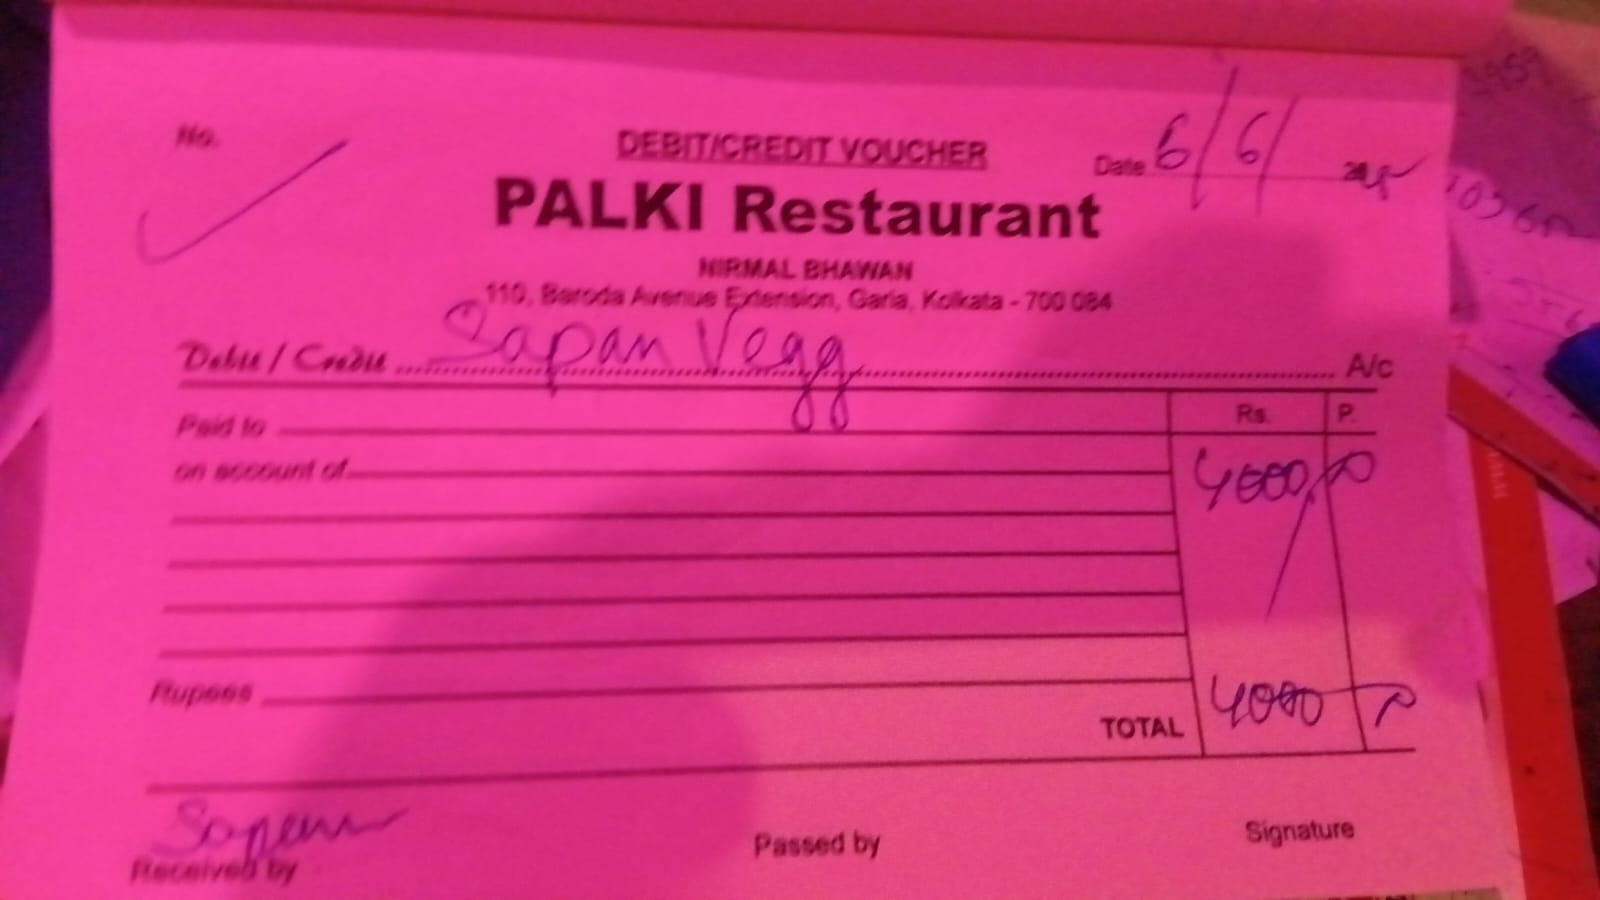 No.
DEBIT/CREDIT VOUCHER
Date 6/6/
PALKI Restaurant
NIRMAL BHAWAN
110, Baroda Avenue Extension, Garia, Kolkata - 700 084
Debit / Credit Sapan Vegg A/c
Rs. P.
Paid to
on account of 4000/
Rupees
TOTAL 4000
Sapan
Received by Passed by Signature